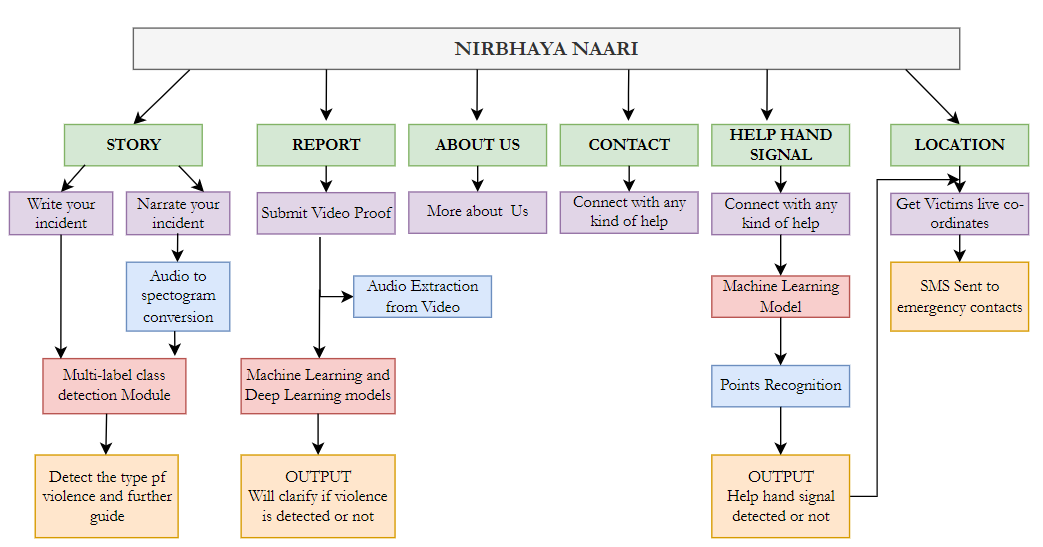 NIRBHAYA NAARI
STORY
REPORT
ABOUT US
CONTACT
HELP HAND
SIGNAL
LOCATION
Write your
incident
Narrate your
incident
Submit Video Proof
More about Us
Connect with any
kind of help
Connect with any
kind of help
Get Victims live co-
ordinates
Audio to
spectogram
conversion
Audio Extraction
from Video
Machine Learning
Model
SMS Sent to
emergency contacts
Multi-label class
detection Module
Machine Learning and
Deep Learning models
Points Recognition
Detect the type pf
violence and further
guide
OUTPUT
Will clarify if violence
is detected or not
OUTPUT
Help hand signal
detected or not